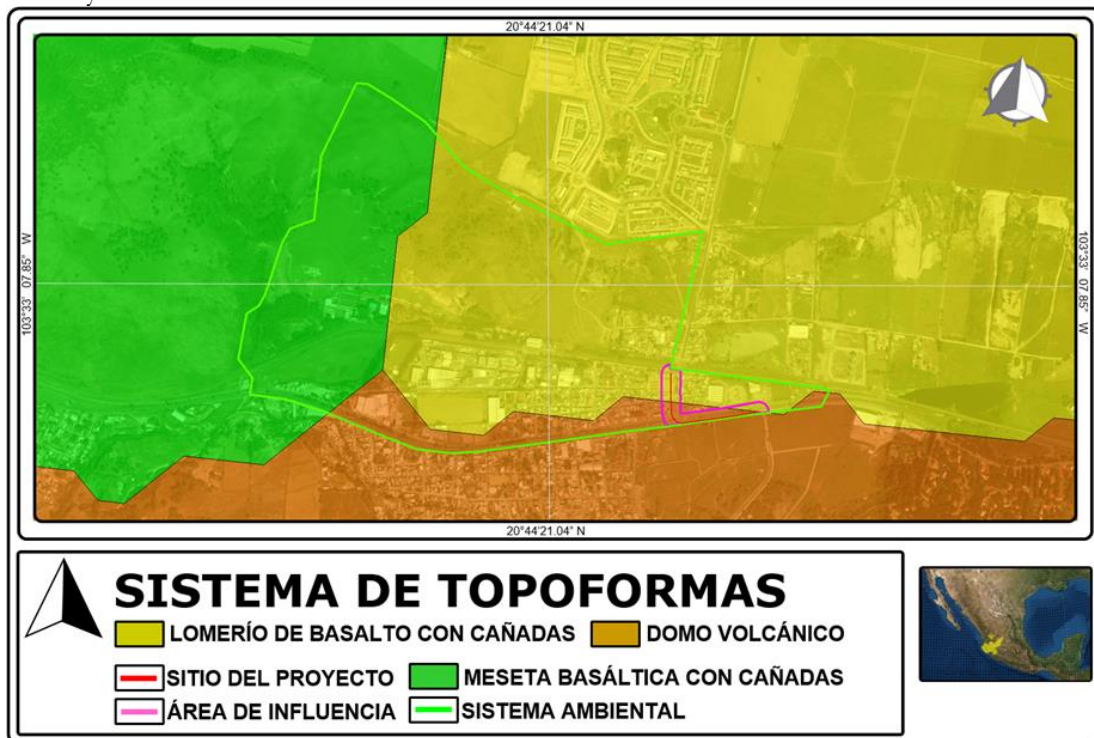 20°44'21.04" N
103°33' 07.85" W
103°33' 07.85" W
20°44'21.04" N
SISTEMA DE TOPOFORMAS
LOMERÍO DE BASALTO CON CAÑADAS
DOMO VOLCÁNICO
SITIO DEL PROYECTO
MESETA BASÁLTICA CON CAÑADAS
ÁREA DE INFLUENCIA
SISTEMA AMBIENTAL